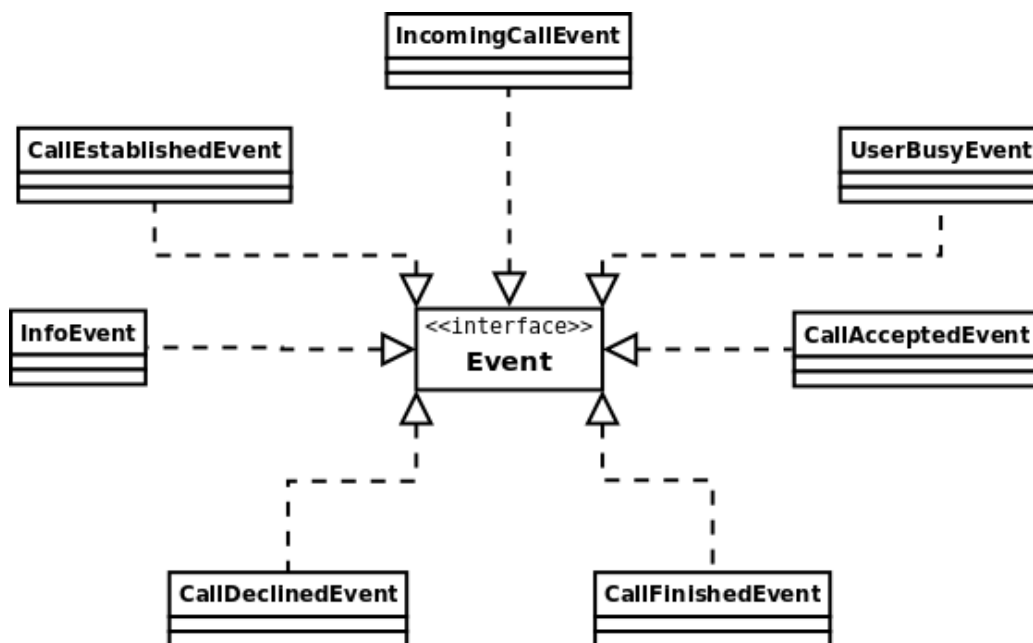 IncomingCallEvent
CallEstablishedEvent
UserBusyEvent
<<interface>>
Event
InfoEvent
CallAcceptedEvent
CallDeclinedEvent
CallFinishedEvent